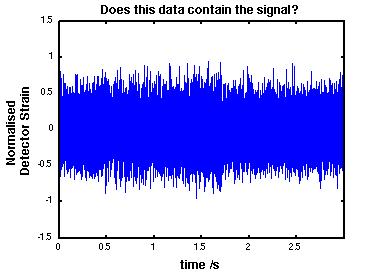 Does this data contain the signal?
1.5
1
0.5
0
-0.5
-1
-1.5
Normalised
Detector Strain
0 0.5 1 1.5 2 2.5
time /s